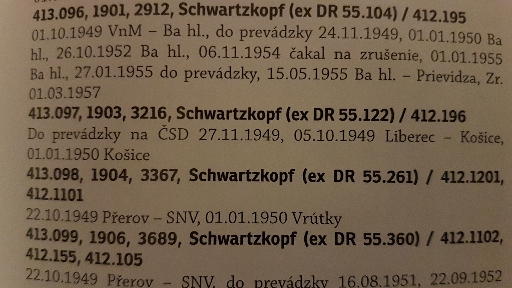 413.096, 1901, 2912, Schwartzkopf (ex DR 55.104) / 412.195
01.10.1949 VnM – Ba hl., do prevádzky 24.11.1949, 01.01.1950 Ba
hl., 26.10.1952 Ba hl., 06.11.1954 čakal na zrušenie, 01.01.1955
Ba hl., 27.01.1955 do prevádzky, 15.05.1955 Ba hl. – Prievidza, Zr.
01.03.1957
413.097, 1903, 3216, Schwartzkopf (ex DR 55.122) / 412.196
Do prevádzky na ČSD 27.11.1949, 05.10.1949 Liberec – Košice,
01.01.1950 Košice
413.098, 1904, 3367, Schwartzkopf (ex DR 55.261) / 412.1201,
412.1101
22.10.1949 Přerov – SNV, 01.01.1950 Vrútky
413.099, 1906, 3689, Schwartzkopf (ex DR 55.360) / 412.1102,
412.155, 412.105
22.10.1949 Přerov – SNV, do prevádzky 16.08.1951, 22.09.1952